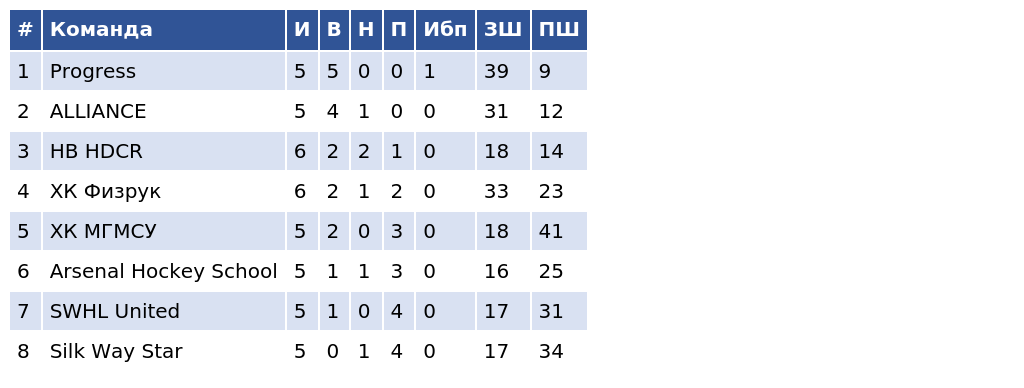 # Команда И В Н П Ибп ЗШ ПШ
1 Progress 5 5 0 0 1 39 9
2 ALLIANCE 5 4 1 0 0 31 12
3 HB HDCR 6 2 2 1 0 18 14
4 ХК Физрук 6 2 1 2 0 33 23
5 ХК МГМСУ 5 2 0 3 0 18 41
6 Arsenal Hockey School 5 1 1 3 0 16 25
7 SWHL United 5 1 0 4 0 17 31
8 Silk Way Star 5 0 1 4 0 17 34